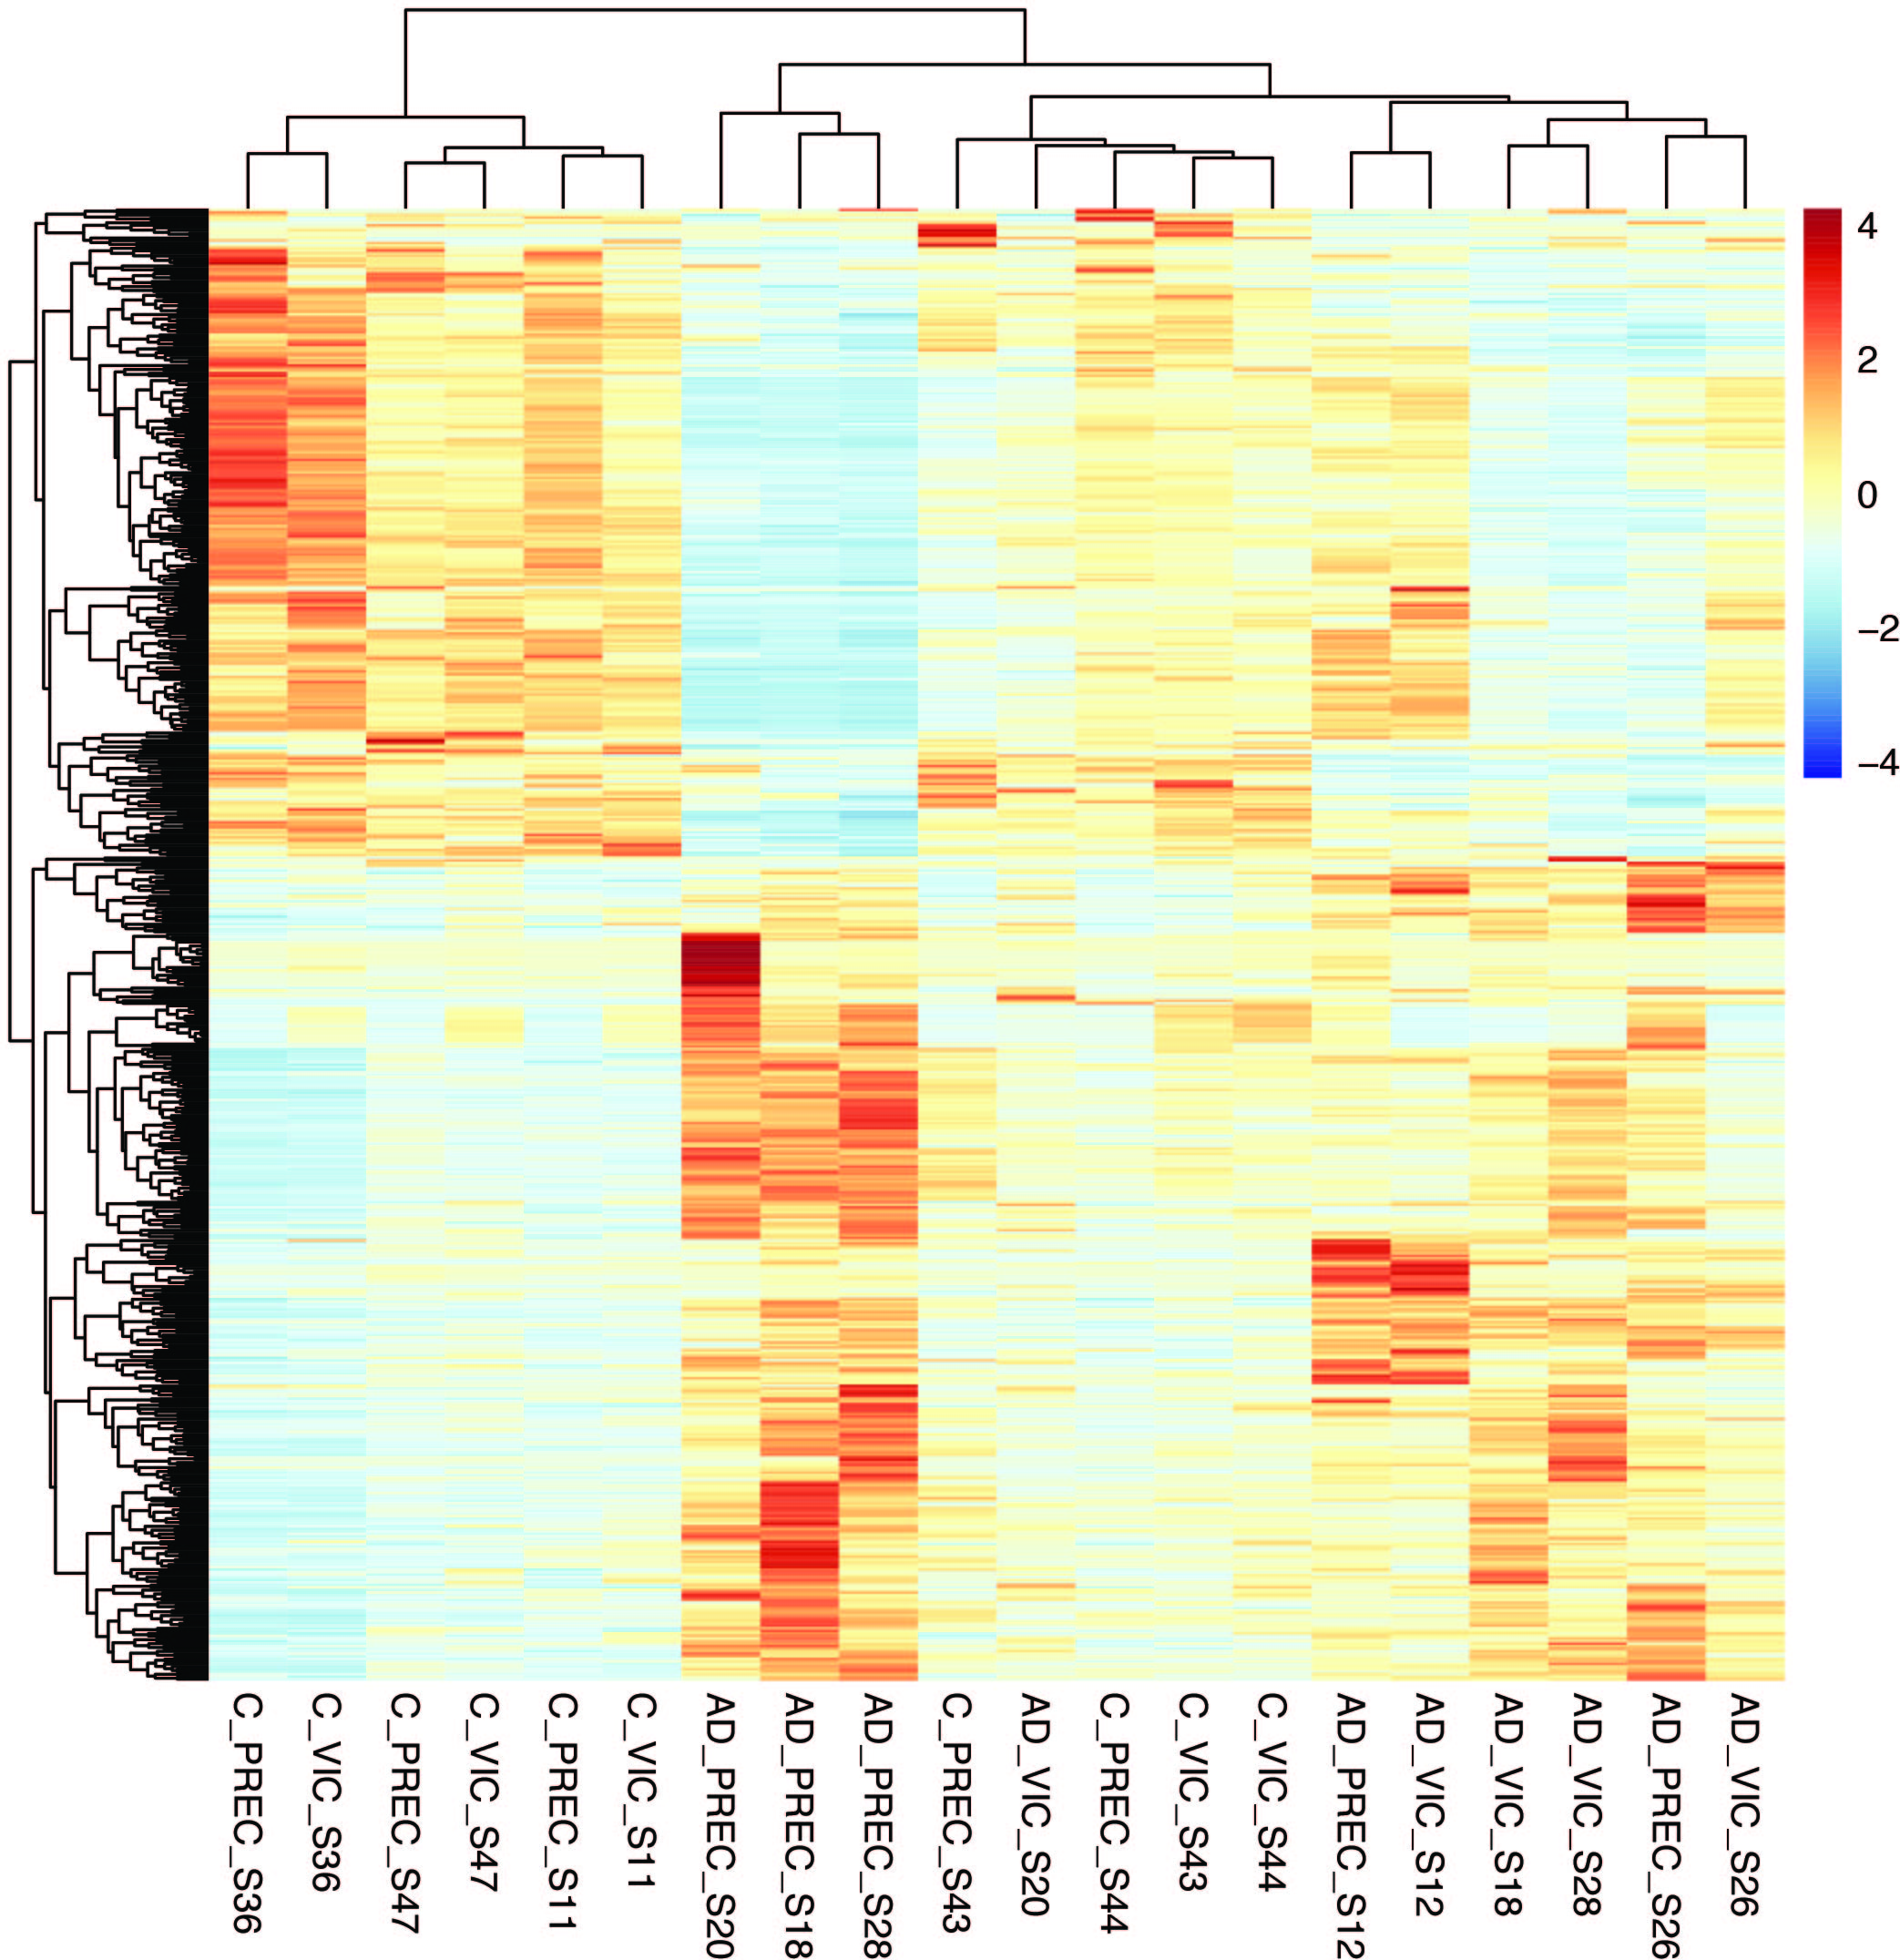 4
2
0
−2
−4
C_PREC_S36
C_VIC_S36
C_PREC_S47
C_VIC_S47
C_PREC_S11
C_VIC_S11
AD_PREC_S20
AD_PREC_S18
AD_PREC_S28
C_PREC_S43
AD_VIC_S20
C_PREC_S44
C_VIC_S43
C_VIC_S44
AD_PREC_S12
AD_VIC_S12
AD_VIC_S18
AD_VIC_S28
AD_PREC_S26
AD_VIC_S26